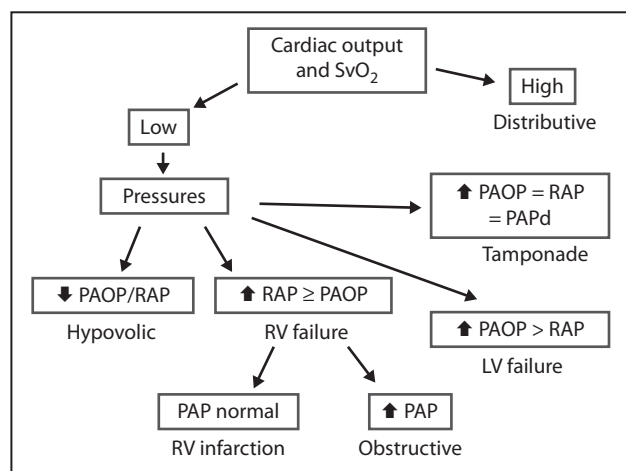 Cardiac output
and SvO₂
High
Distributive
Low
Pressures
⬆ PAOP = RAP
= PAPd
Tamponade
⬇ PAOP/RAP
Hypovolic
⬆ RAP ≥ PAOP
RV failure
⬆ PAOP > RAP
LV failure
PAP normal
RV infarction
⬆ PAP
Obstructive